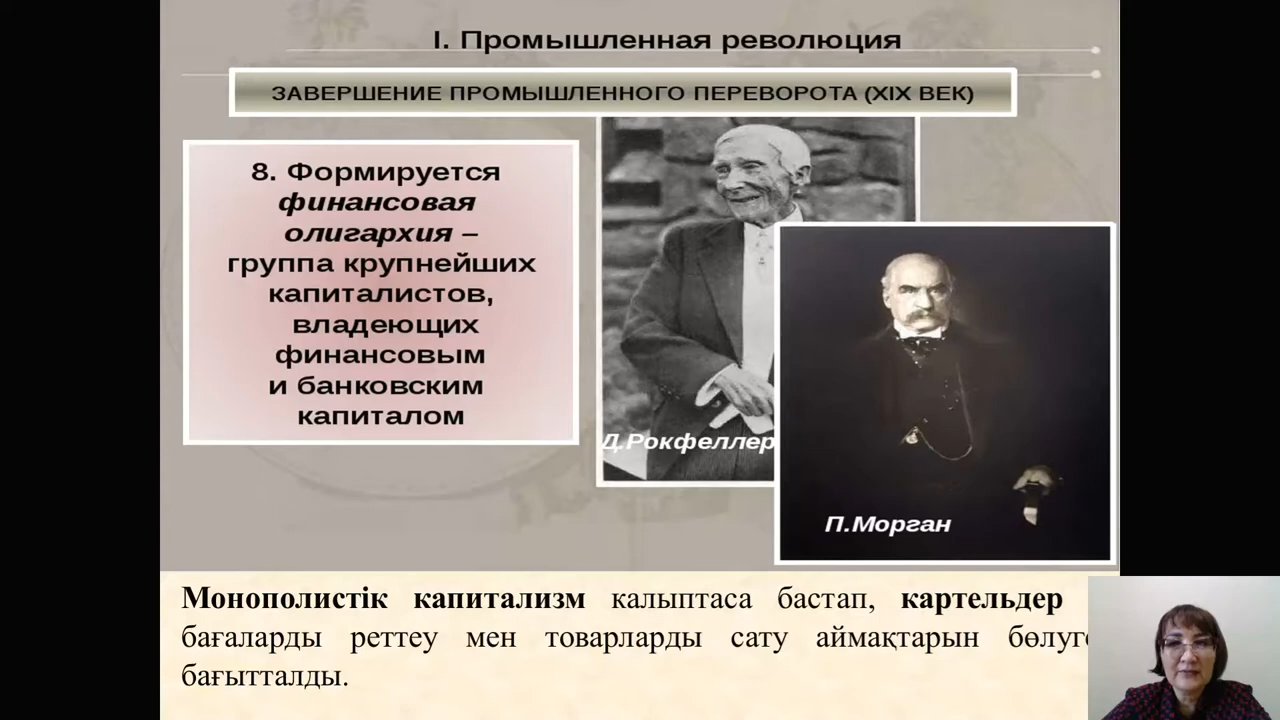 I. Промышленная революция
ЗАВЕРШЕНИЕ ПРОМЫШЛЕННОГО ПЕРЕВОРОТА (XIX ВЕК)
8. Формируется
финансовая
олигархия –
группа крупнейших
капиталистов,
владеющих
финансовым
и банковским
капиталом
Д.Рокфеллер
П.Морган
Монополистік капитализм калыптаса бастап, картельдер
бағаларды реттеу мен товарларды сату аймақтарын
бағытталды.